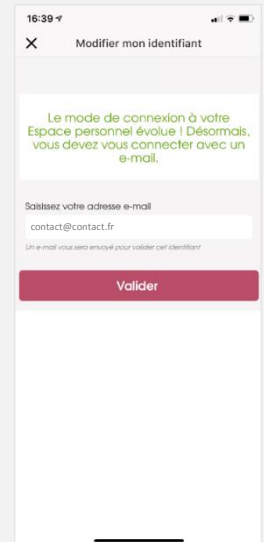 16:39
Modifier mon identifiant
Le mode de connexion à votre
Espace personnel évolue ! Désormais,
vous devez vous connecter avec un
e-mail.
Saisissez votre adresse e-mail
contact@contact.fr
Un e-mail vous sera envoyé pour valider cet identifiant
Valider